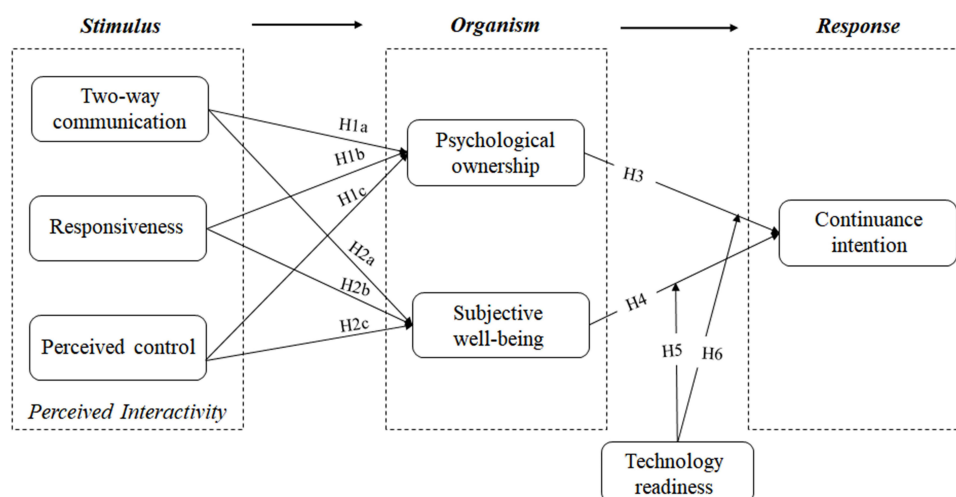 Stimulus
Organism
Response
Two-way
communication
Responsiveness
Perceived control
Perceived Interactivity
H1a
H1b
H1c
H2a
H2b
H2c
Psychological
ownership
Subjective
well-being
H3
H4
H5
H6
Continuance
intention
Technology
readiness